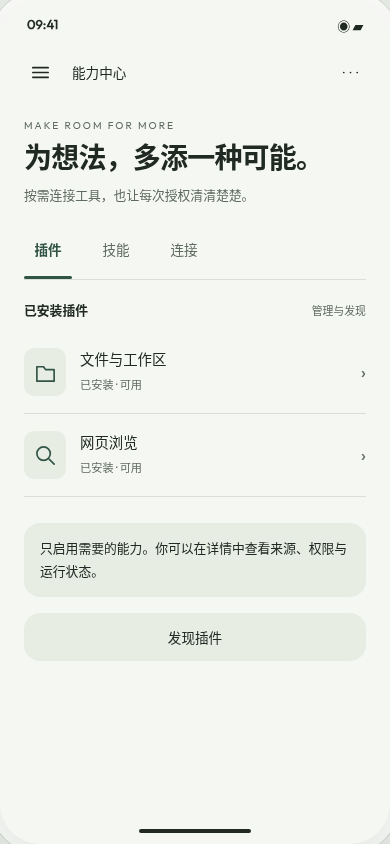 09:41
能力中心
MAKE ROOM FOR MORE
为想法，多添一种可能。
按需连接工具，也让每次授权清清楚楚。
插件 技能 连接
已安装插件 管理与发现
文件与工作区
已安装·可用
网页浏览
已安装·可用
只启用需要的能力。你可以在详情中查看来源、权限与
运行状态。
发现插件